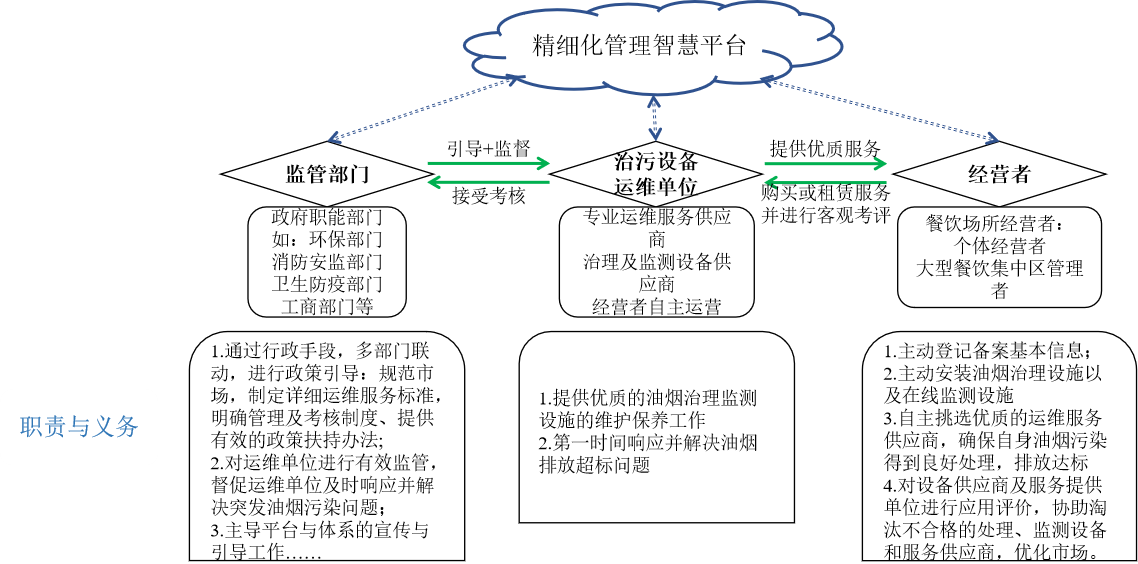 精细化管理智慧平台
引导+监督
接受考核
提供优质服务
购买或租赁服务
并进行客观考评
监管部门
治污设备
运维单位
经营者
政府职能部门
如：环保部门
消防安监部门
卫生防疫部门
工商部门等
专业运维服务供应
商
治理及监测设备供
应商
经营者自主运营
餐饮场所经营者：
个体经营者
大型餐饮集中区管理
者
职责与义务
1.通过行政手段，多部门联
动，进行政策引导：规范市
场，制定详细运维服务标准，
明确管理及考核制度、提供
有效的政策扶持办法；
2.对运维单位进行有效监管，
督促运维单位及时响应并解
决突发油烟污染问题；
3.主导平台与体系的宣传与
引导工作……
1.提供优质的油烟治理监测
设施的维护保养工作
2.第一时间响应并解决油烟
排放超标问题
1.主动登记备案基本信息；
2.主动安装油烟治理设施以
及在线监测设施
3.自主挑选优质的运维服务
供应商，确保自身油烟污染
得到良好处理，排放达标
4.对设备供应商及服务提供
单位进行应用评价，协助淘
汰不合格的处理、监测设备
和服务供应商，优化市场。